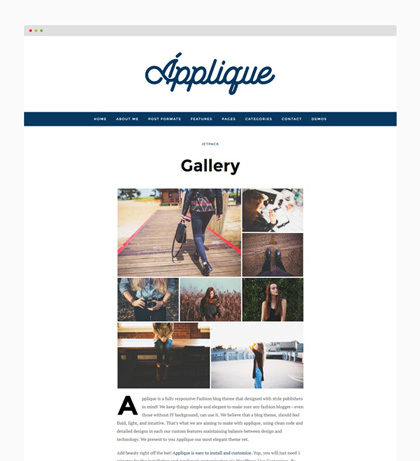 Ápplique
HOME ABOUT ME POST FORMATS FEATURES PAGES CATEGORIES CONTACT DEMOS
JETPACK
Gallery
Applique is a fully responsive Fashion blog theme that designed with style publishers
in mind! We keep things simple and elegant to make sure any fashion blogger - even
those without IT background, can use it. We believe that a blog theme, should feel
fluid, light, and intuitive. That's what we are aiming to make with applique, using clean code and
detailed designs in each our custom features maintaining balance between design and
technology. We present to you Applique our most elegant theme yet.
Add beauty right off the bat! Applique is easy to install and customize. Yup, you will just need 5